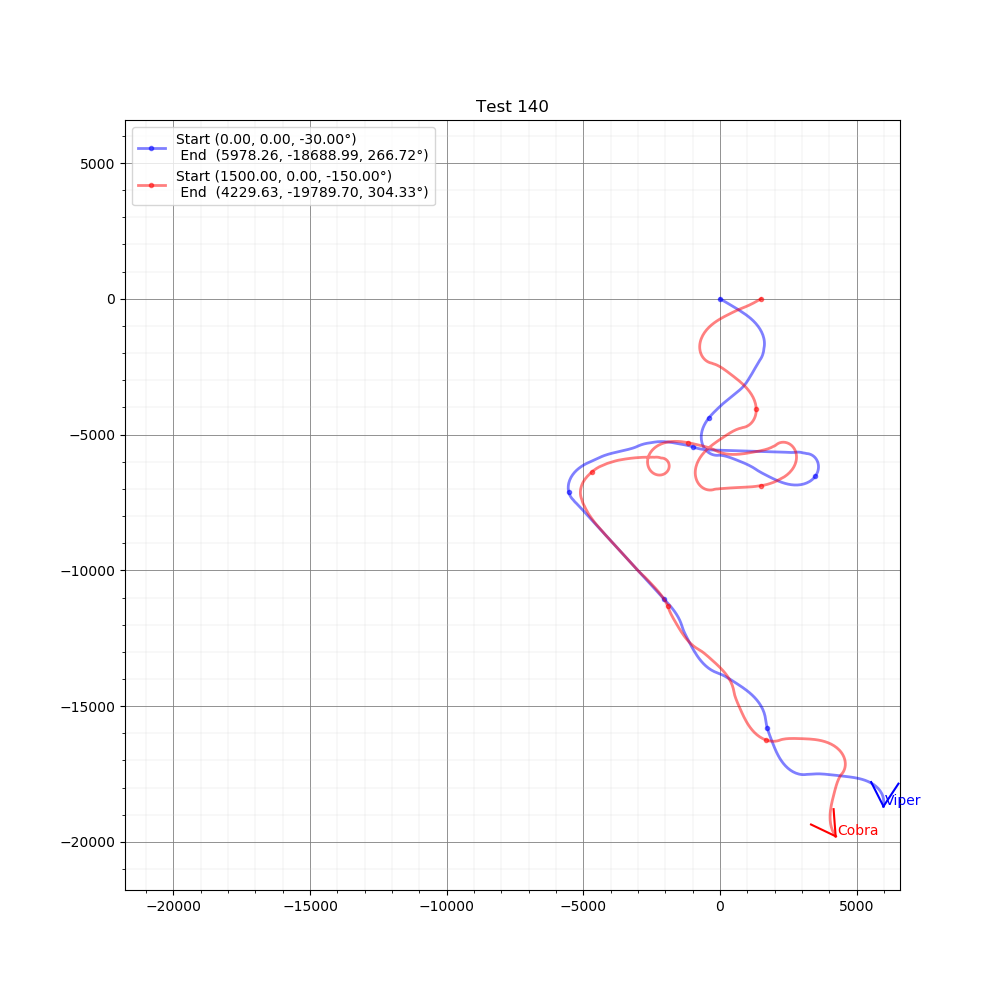 Test 140
Start (0.00, 0.00, -30.00°)
End (5978.26, -18688.99, 266.72°)
Start (1500.00, 0.00, -150.00°)
End (4229.63, -19789.70, 304.33°)
5000
0
−5000
−10000
−15000
−20000
Viper
Cobra
−20000
−15000
−10000
−5000
0
5000